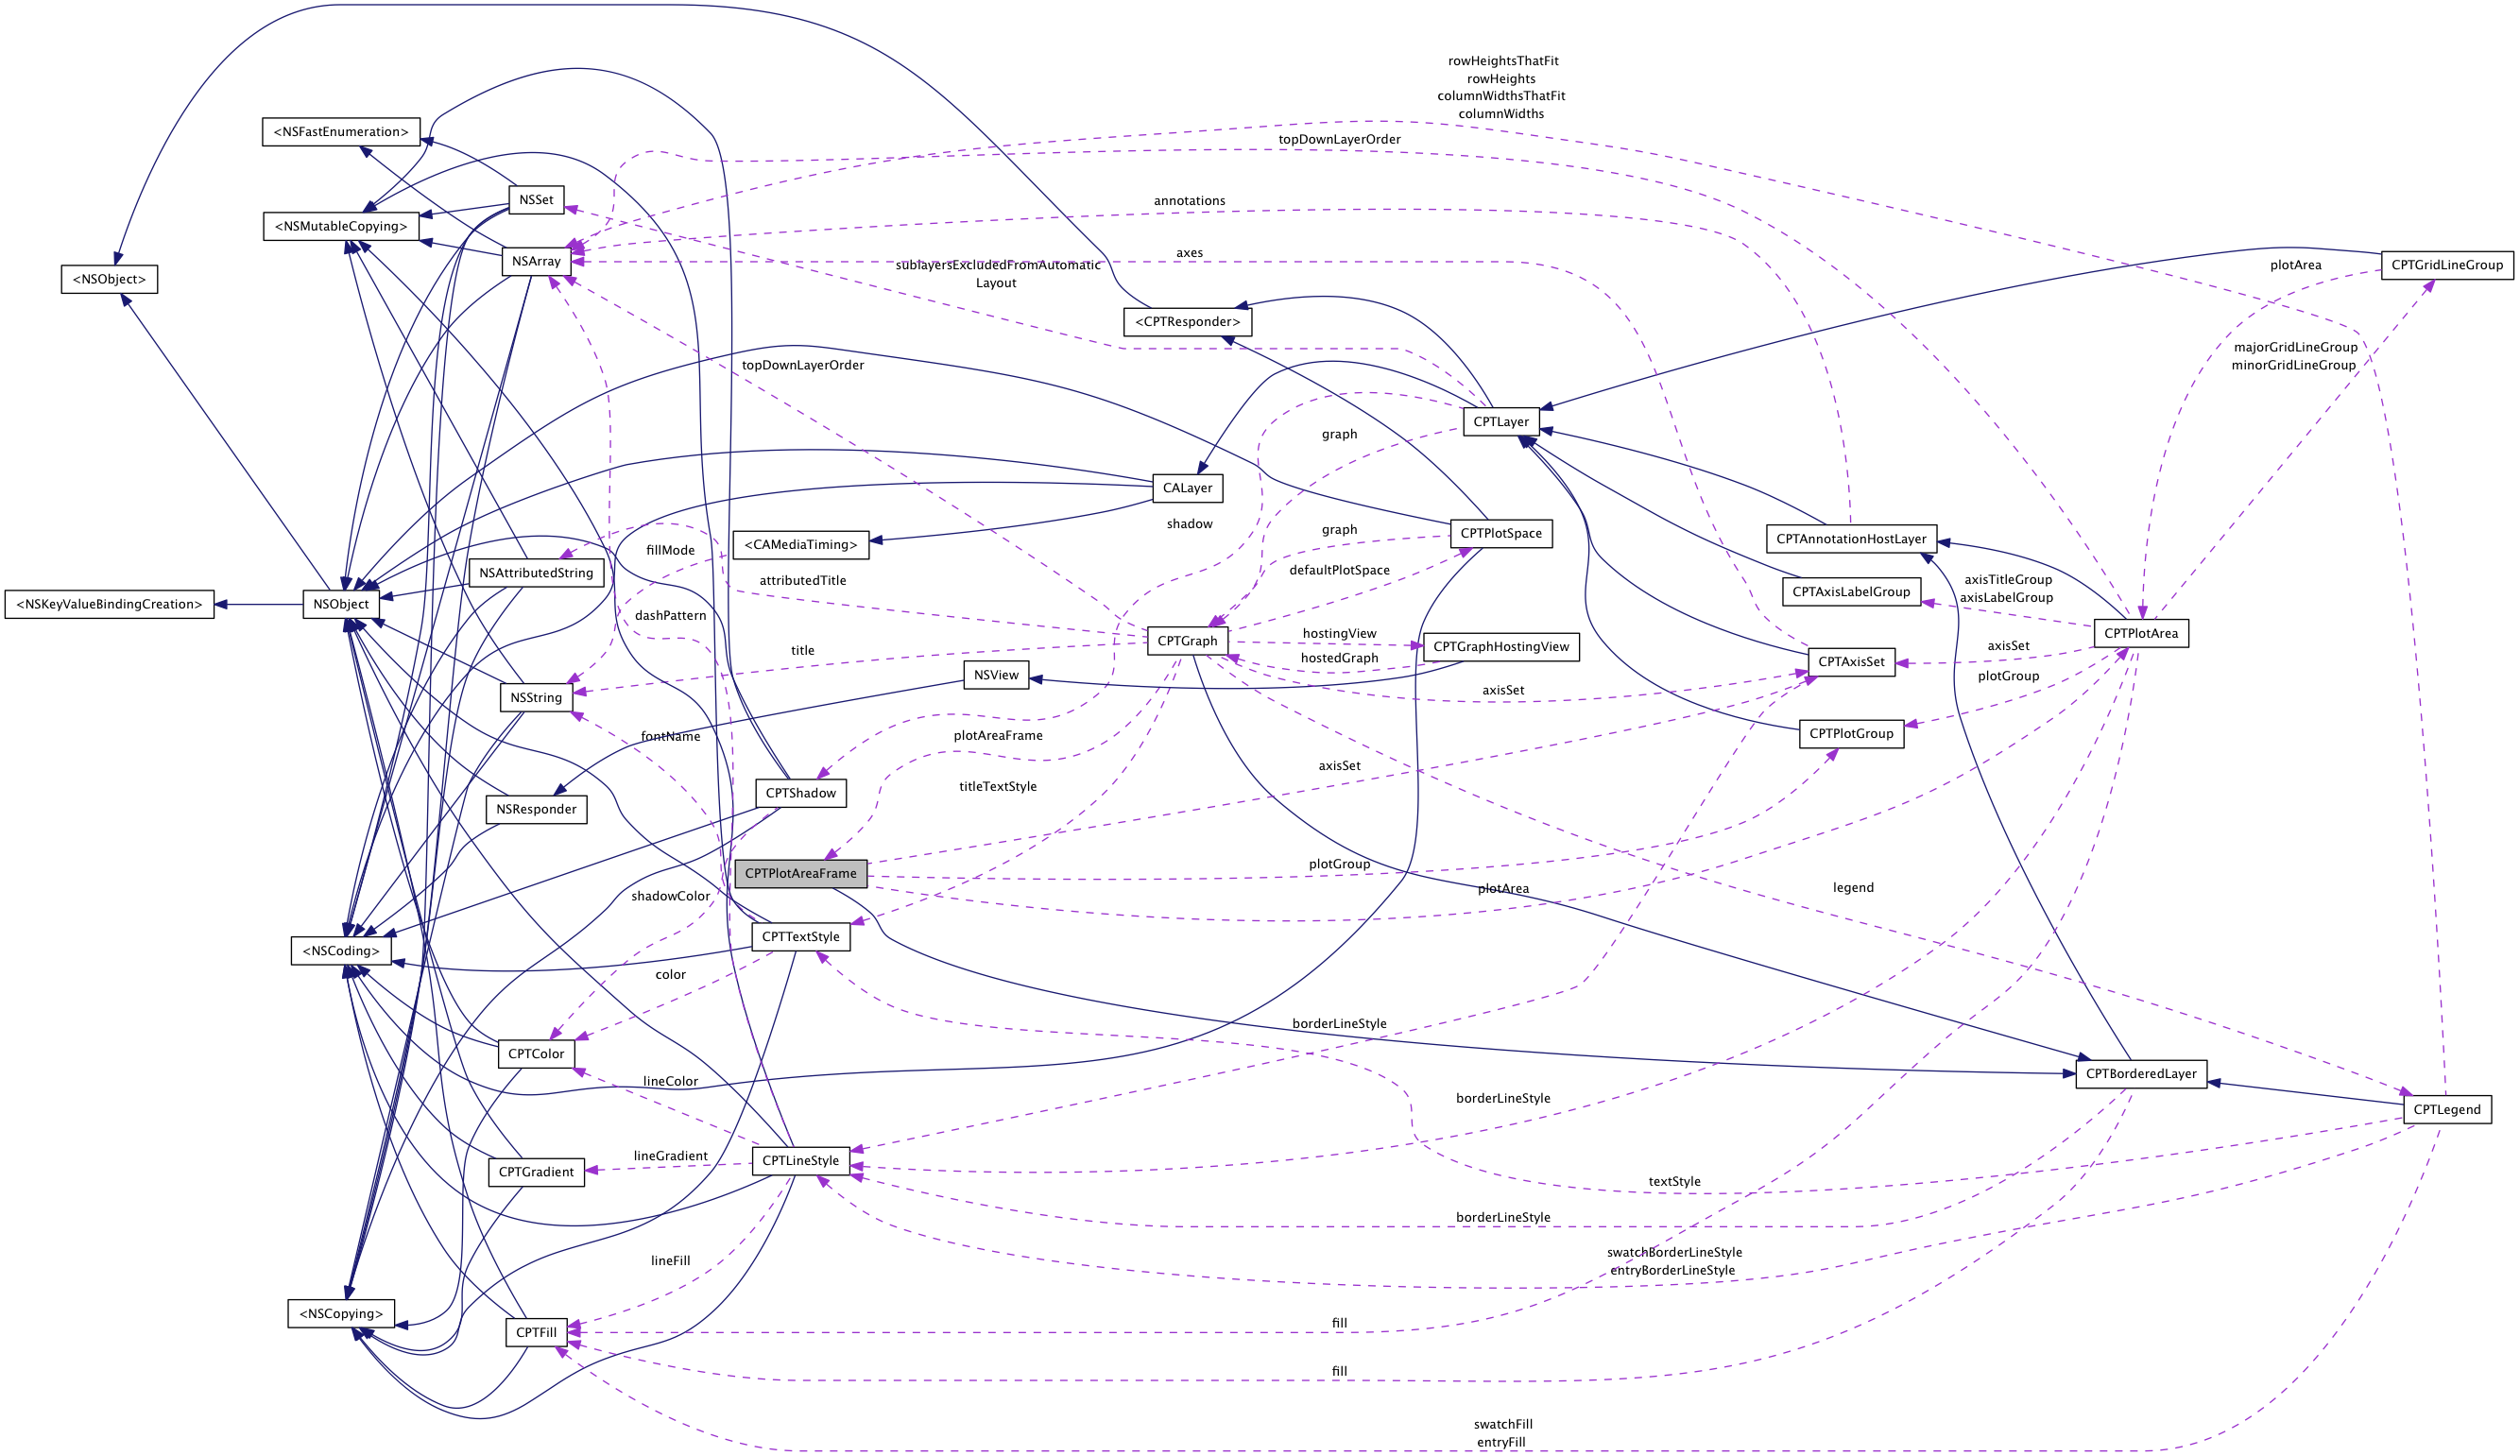 rowHeightsThatFit
rowHeights
columnWidthsThatFit
columnWidths
<NSFastEnumeration>
topDownLayerOrder
NSSet
annotations
<NSMutableCopying>
axes
NSArray
sublayersExcludedFromAutomatic
Layout
plotArea
CPTGridLineGroup
<NSObject>
<CPTResponder>
majorGridLineGroup
minorGridLineGroup
topDownLayerOrder
CPTLayer
graph
CALayer
shadow
graph
CPTPlotSpace
CPTAnnotationHostLayer
fillMode
<CAMediaTiming>
defaultPlotSpace
NSAttributedString
attributedTitle
axisTitleGroup
axisLabelGroup
CPTAxisLabelGroup
<NSKeyValueBindingCreation>
NSObject
dashPattern
CPTGraph
hostingView
CPTGraphHostingView
hostedGraph
CPTPlotArea
title
axisSet
CPTAxisSet
NSView
plotGroup
NSString
axisSet
fontName
plotAreaFrame
CPTPlotGroup
axisSet
titleTextStyle
CPTShadow
NSResponder
CPTPlotAreaFrame
plotGroup
plotArea
legend
shadowColor
CPTTextStyle
<NSCoding>
color
borderLineStyle
CPTColor
lineColor
CPTBorderedLayer
borderLineStyle
CPTLegend
lineGradient
CPTLineStyle
CPTGradient
textStyle
borderLineStyle
lineFill
swatchBorderLineStyle
entryBorderLineStyle
<NSCopying>
CPTFill
fill
fill
swatchFill
entryFill